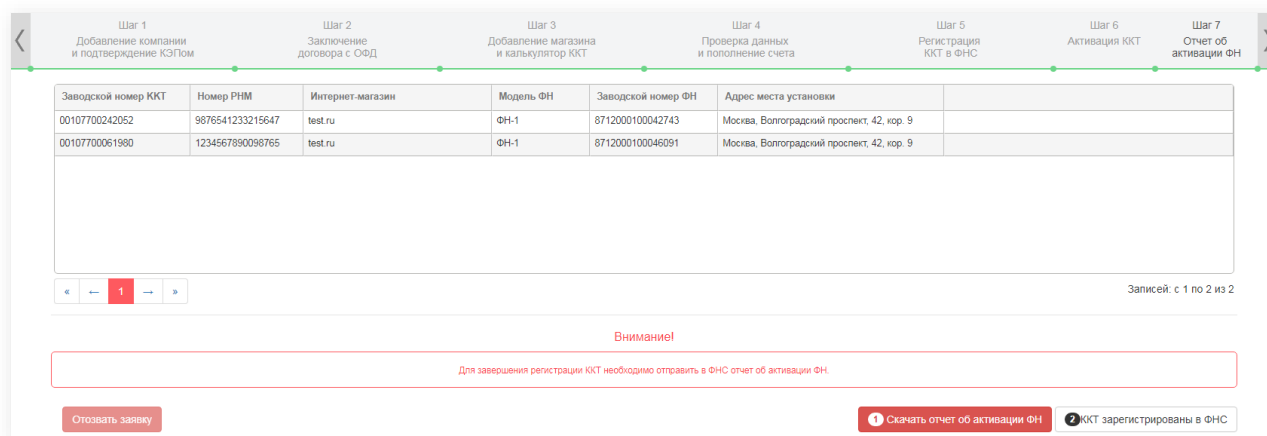 Шаг 1
Добавление компании
и подтверждение КЭПом
Шаг 2
Заключение
договора с ОФД
Шаг 3
Добавление магазина
и калькулятор ККТ
Шаг 4
Проверка данных
и пополнение счета
Шаг 5
Регистрация
ККТ в ФНС
Шаг 6
Активация ККТ
Шаг 7
Отчет об
активации ФН
Заводской номер ККТ Номер РНМ Интернет-магазин Модель ФН Заводской номер ФН Адрес места установки
00107700242052 9876541233215647 test.ru ФН-1 8712000100042743 Москва, Волгоградский проспект, 42, кор. 9
00107700061980 1234567890098765 test.ru ФН-1 8712000100046091 Москва, Волгоградский проспект, 42, кор. 9
« ← 1 → » Записей: с 1 по 2 из 2
Внимание!
Для завершения регистрации ККТ необходимо отправить в ФНС отчет об активации ФН.
Отозвать заявку 1 Скачать отчет об активации ФН 2 ККТ зарегистрированы в ФНС